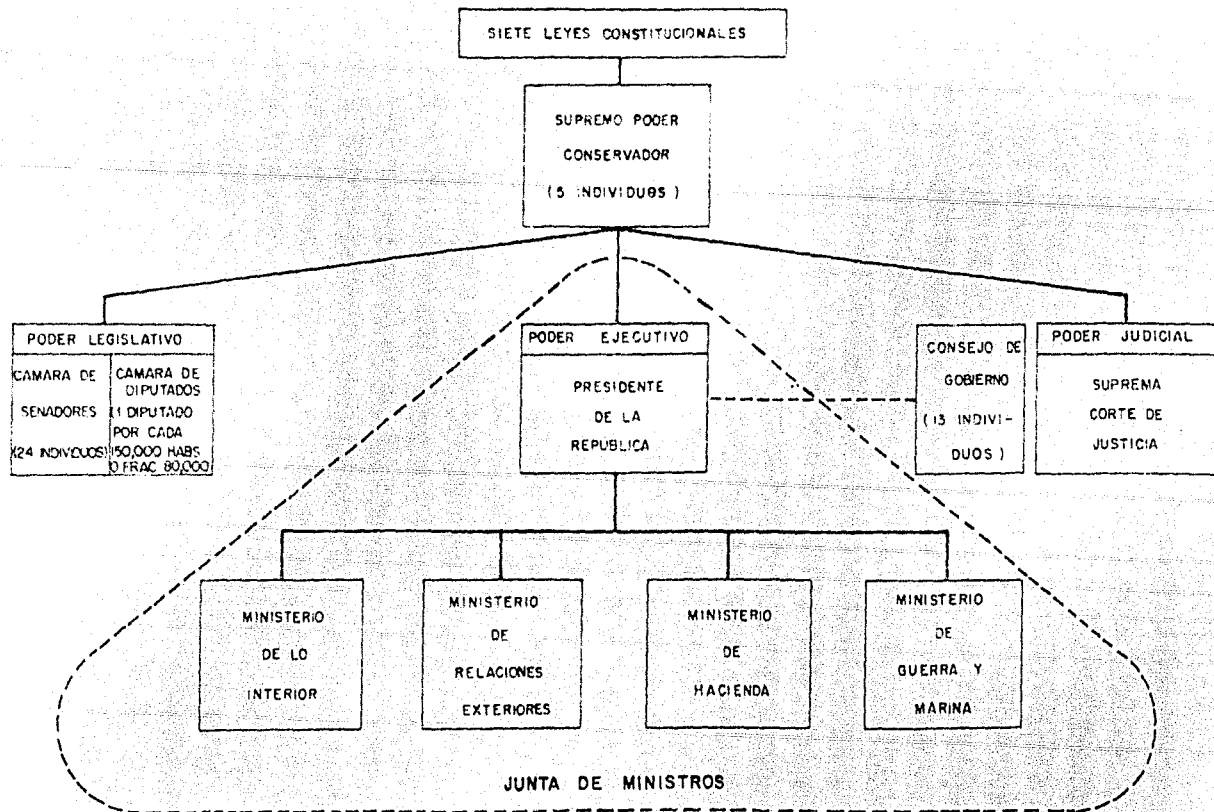 SIETE LEYES CONSTITUCIONALES
SUPREMO PODER
CONSERVADOR
(5 INDIVIDUOS)
PODER LEGISLATIVO
CAMARA DE
SENADORES
(24 INDIVIDUOS)
CAMARA DE
DIPUTADOS
(1 DIPUTADO
POR CADA
150,000 HABS
O FRAC 80,000
PODER EJECUTIVO
PRESIDENTE
DE LA
REPUBLICA
CONSEJO DE
GOBIERNO
(13 INDIVI-
DUOS)
PODER JUDICIAL
SUPREMA
CORTE DE
JUSTICIA
MINISTERIO
DE LO
INTERIOR
MINISTERIO
DE
RELACIONES
EXTERIORES
MINISTERIO
DE
HACIENDA
MINISTERIO
DE
GUERRA Y
MARINA
JUNTA DE MINISTROS